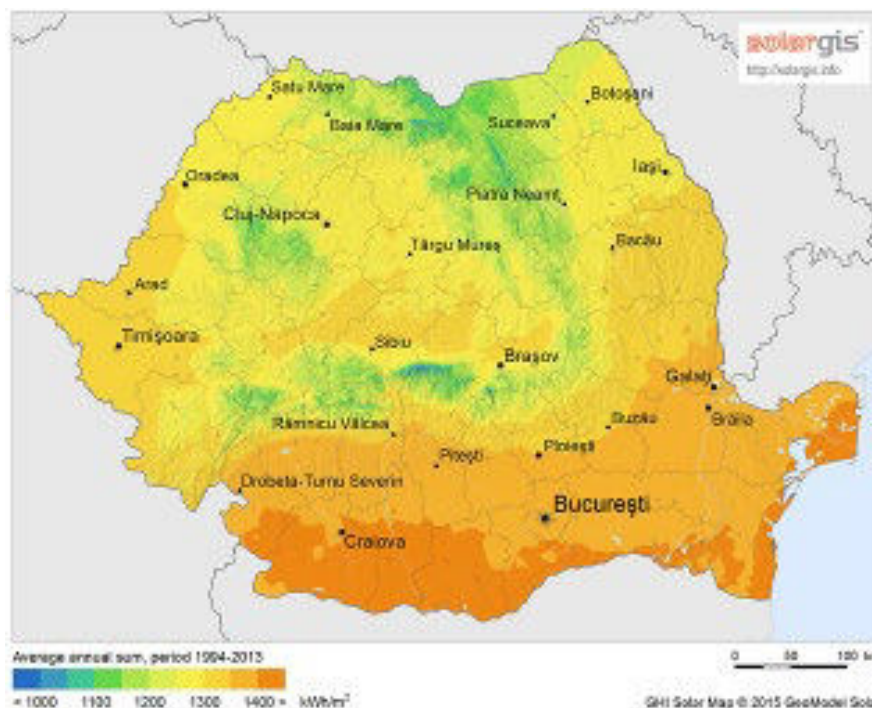 solargis
http://solargis.info
Satu Mare
Botoșani
Baia Mare
Suceava
Iași
Oradea
Piatra Neamț
Cluj-Napoca
Bacău
Târgu Mureș
Arad
Timișoara
Sibiu
Brașov
Galați
Brăila
Râmnicu Vâlcea
Buzău
Ploiești
Pitești
Drobeta-Turnu Severin
București
Craiova
Average annual sum, period 1994-2013
0 50 100
< 1000 1100 1200 1300 1400 > kWh/m²
GHI Solar Map © 2015 GeoModel Sola